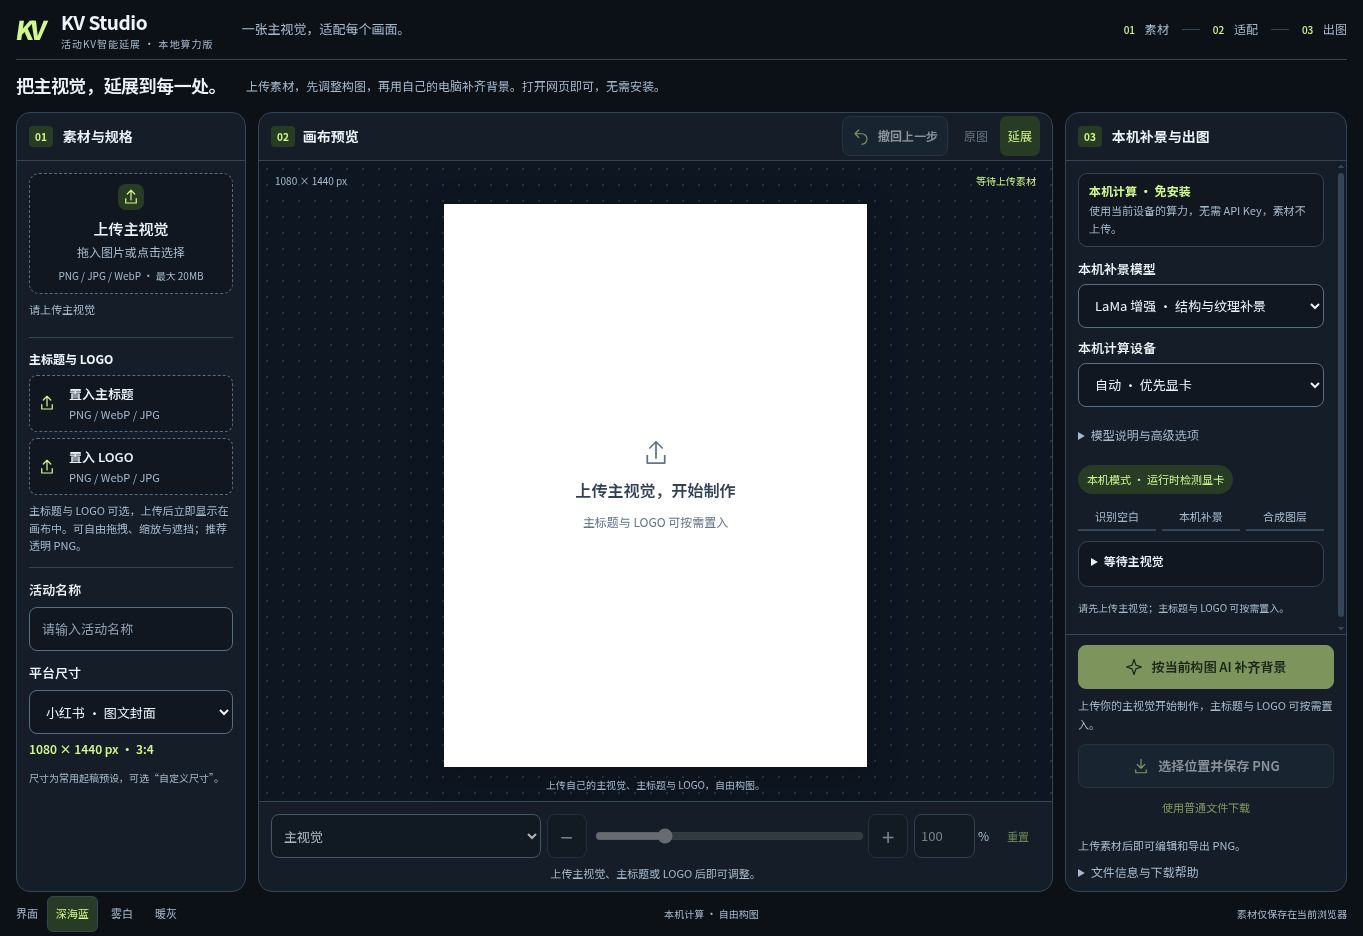 KV
KV Studio
活动KV智能延展 · 本地算力版
一张主视觉，适配每个画面。
01 素材 02 适配 03 出图
把主视觉，延展到每一处。
上传素材，先调整构图，再用自己的电脑补齐背景。打开网页即可，无需安装。
01 素材与规格
上传主视觉
拖入图片或点击选择
PNG / JPG / WebP · 最大 20MB
请上传主视觉
主标题与 LOGO
置入主标题
PNG / WebP / JPG
置入 LOGO
PNG / WebP / JPG
主标题与 LOGO 可选，上传后立即显示在
画布中。可自由拖拽、缩放与遮挡；推荐
透明 PNG。
活动名称
请输入活动名称
平台尺寸
小红书 · 图文封面
1080 × 1440 px · 3:4
尺寸为常用起稿预设，可选“自定义尺寸”。
02 画布预览
撤回上一步
原图
延展
1080 × 1440 px
等待上传素材
上传主视觉，开始制作
主标题与 LOGO 可按需置入
上传自己的主视觉、主标题与 LOGO，自由构图。
主视觉
−
+
100
%
重置
上传主视觉、主标题或 LOGO 后即可调整。
03 本机补景与出图
本机计算 · 免安装
使用当前设备的算力，无需 API Key，素材不
上传。
本机补景模型
LaMa 增强 · 结构与纹理补景
本机计算设备
自动 · 优先显卡
模型说明与高级选项
本机模式 · 运行时检测显卡
识别空白 本机补景 合成图层
等待主视觉
请先上传主视觉；主标题与 LOGO 可按需置入。
按当前构图 AI 补齐背景
上传你的主视觉开始制作，主标题与 LOGO 可按需置
入。
选择位置并保存 PNG
使用普通文件下载
上传素材后即可编辑和导出 PNG。
文件信息与下载帮助
界面 深海蓝 雾白 暖灰
本机计算 · 自由构图
素材仅保存在当前浏览器